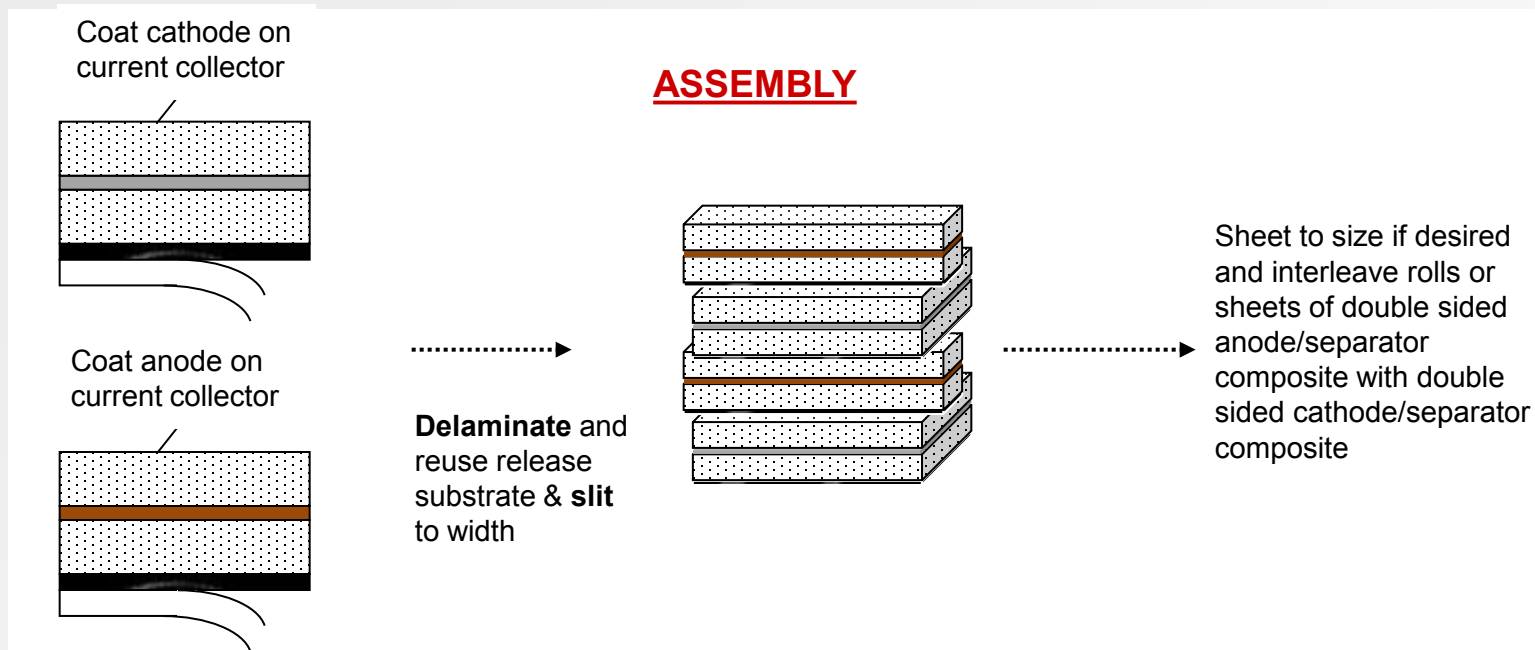 Coat cathode on
current collector
ASSEMBLY
Coat anode on
current collector
Delaminate and
reuse release
substrate & slit
to width
Sheet to size if desired
and interleave rolls or
sheets of double sided
anode/separator
composite with double
sided cathode/separator
composite